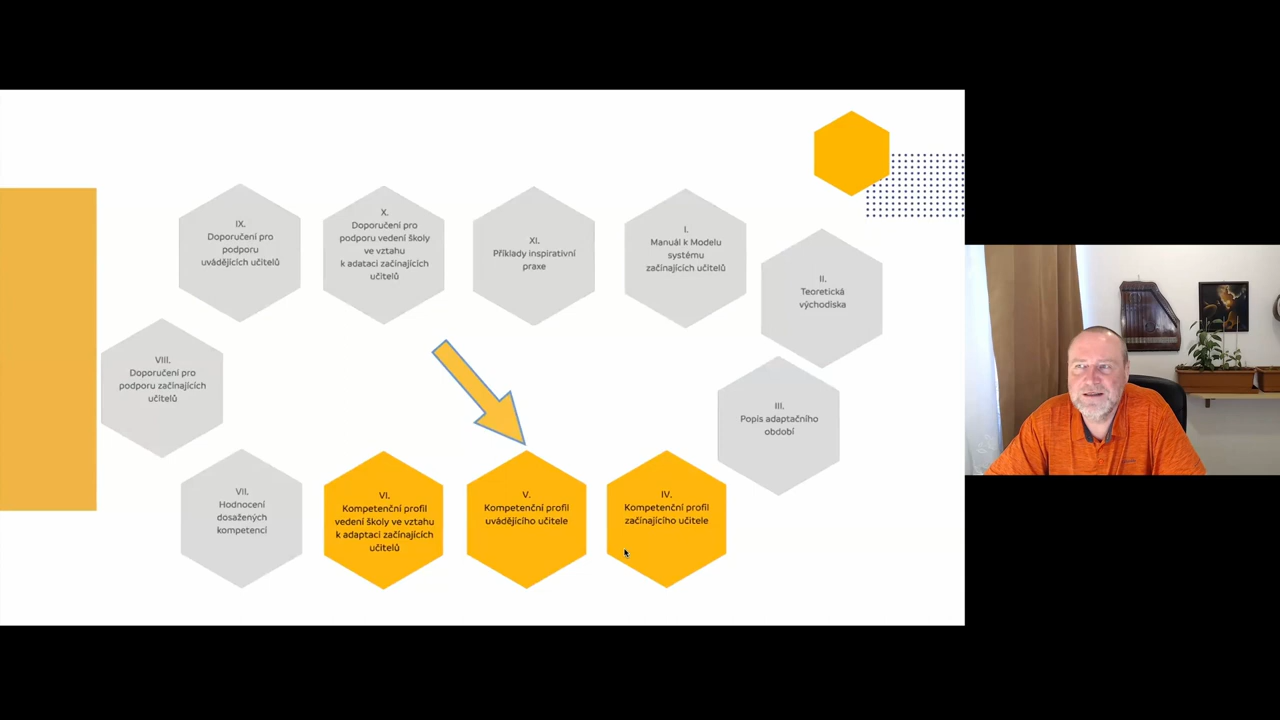 IX.
Doporučení pro
podporu
uvádějících učitelů
X.
Doporučení pro
podporu vedení školy
ve vztahu
k adataci začínajících
učitelů
XI.
Příklady inspirativní
praxe
I.
Manuál k Modelu
systému
začínajících učitelů
II.
Teoretická
východiska
III.
Popis adaptačního
období
IV.
Kompetenční profil
začínajícího učitele
V.
Kompetenční profil
uvádějícího učitele
VI.
Kompetenční profil
vedení školy ve vztahu
k adaptaci začínajících
učitelů
VII.
Hodnocení
dosažených
kompetencí
VIII.
Doporučení pro
podporu začínajících
učitelů